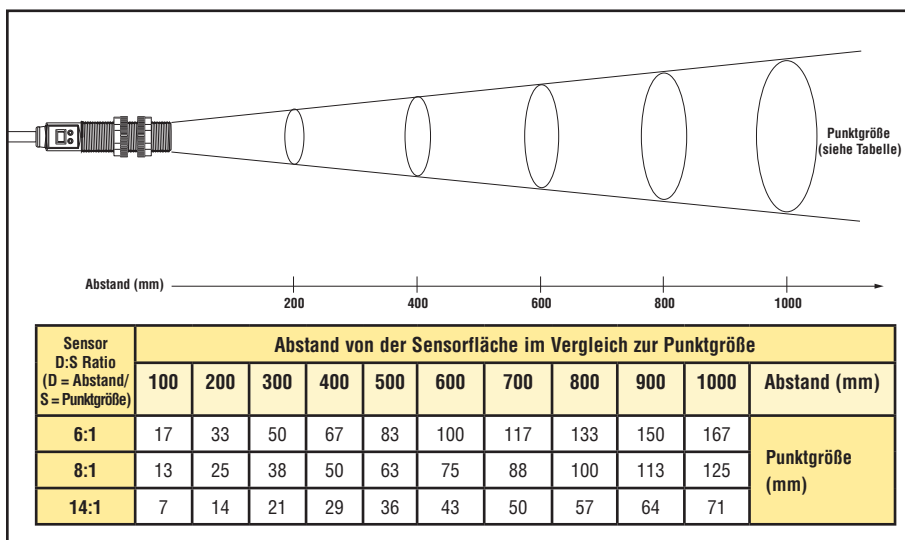 Punktgröße
(siehe Tabelle)
Abstand (mm)
200 400 600 800 1000
Sensor
D:S Ratio
(D = Abstand/
S = Punktgröße)
Abstand von der Sensorfläche im Vergleich zur Punktgröße
100 200 300 400 500 600 700 800 900 1000 Abstand (mm)
6:1 17 33 50 67 83 100 117 133 150 167
8:1 13 25 38 50 63 75 88 100 113 125
14:1 7 14 21 29 36 43 50 57 64 71
Punktgröße
(mm)